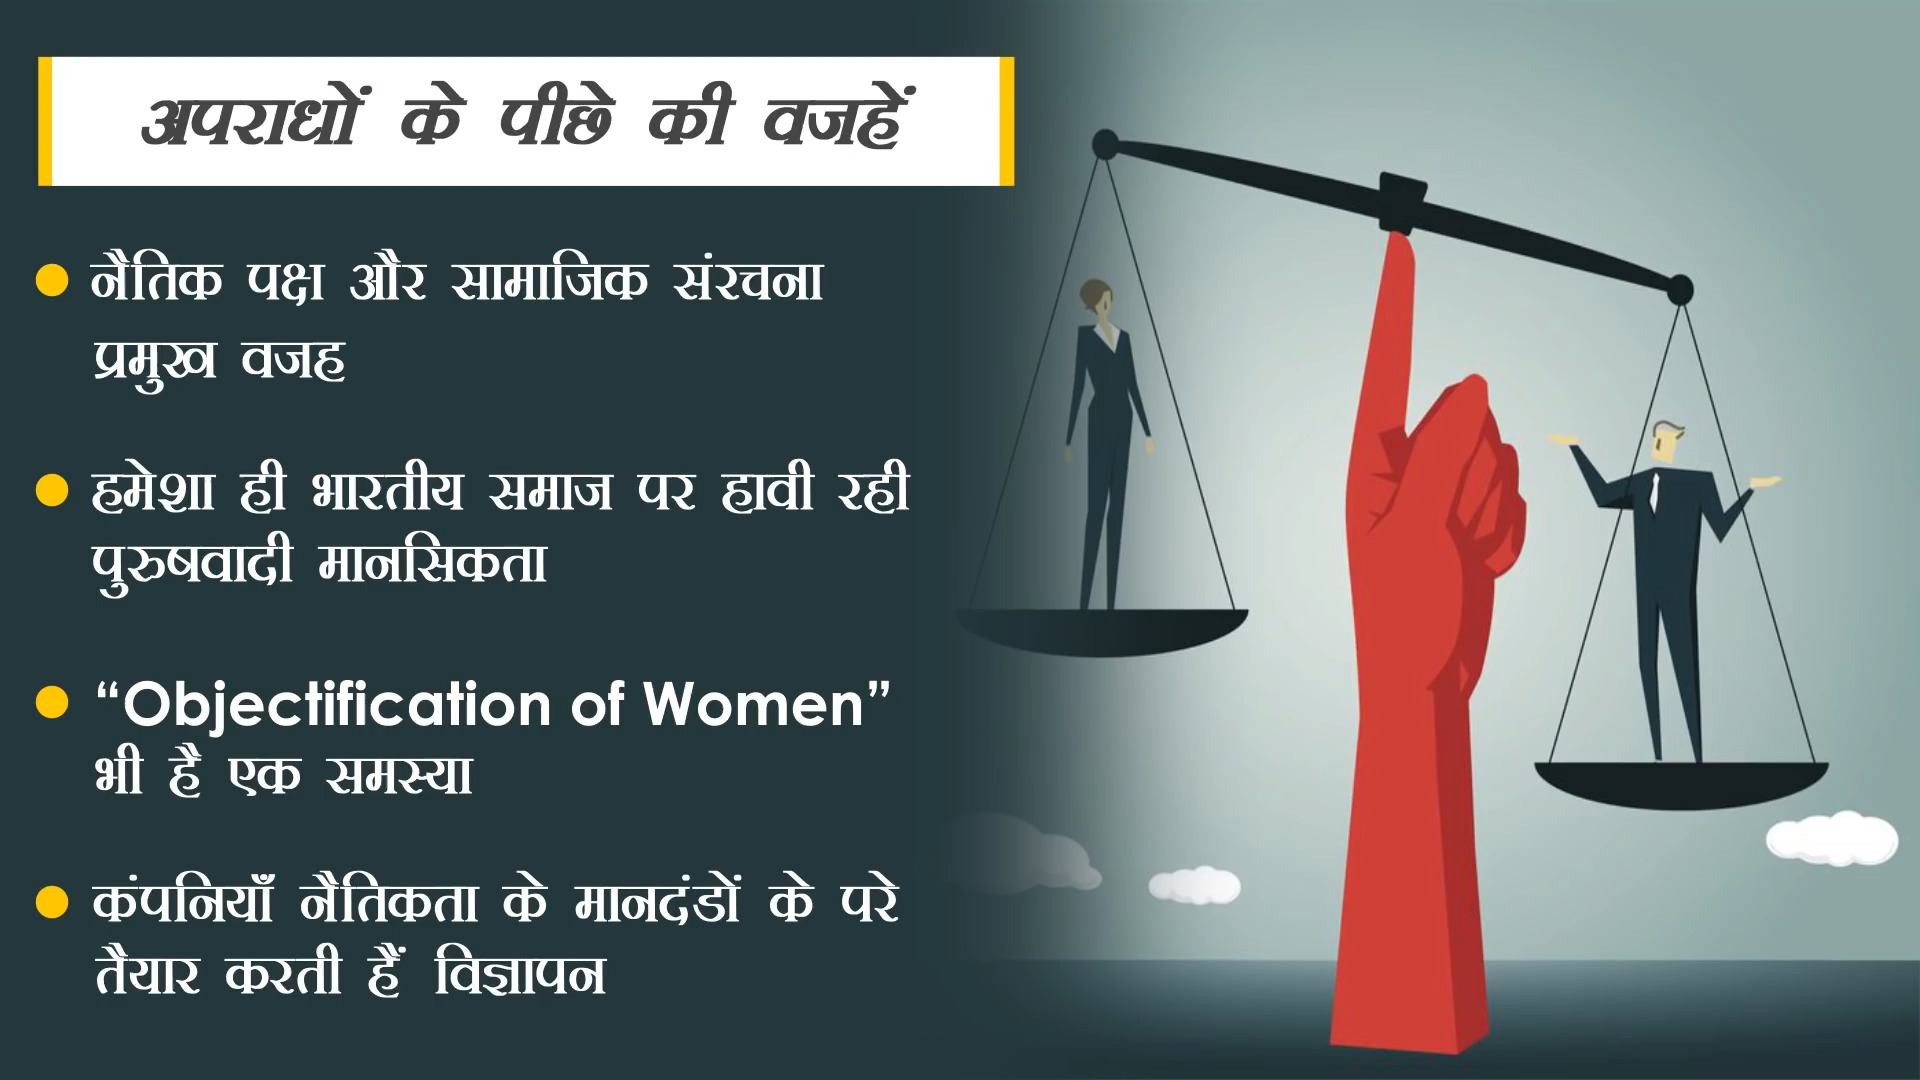 अपराधों के पीछे की वजहें
नैतिक पक्ष और सामाजिक संरचना
प्रमुख वजह
हमेशा ही भारतीय समाज पर हावी रही
पुरुषवादी मानसिकता
“Objectification of Women”
भी है एक समस्या
कंपनियाँ नैतिकता के मानदंडों के परे
तैयार करती हैं विज्ञापन